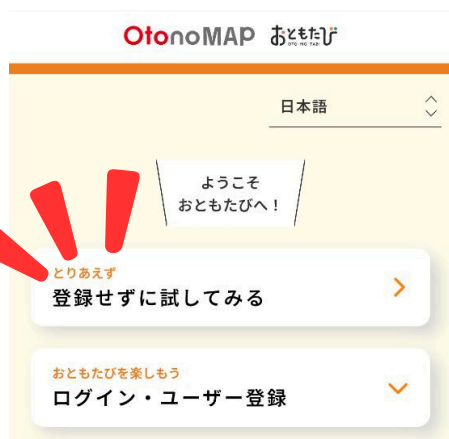 OtonoMAP おともたび
OTO-MO-TABI
日本語
ようこそ
おともたびへ！
とりあえず
登録せずに試してみる
おともたびを楽しもう
ログイン・ユーザー登録